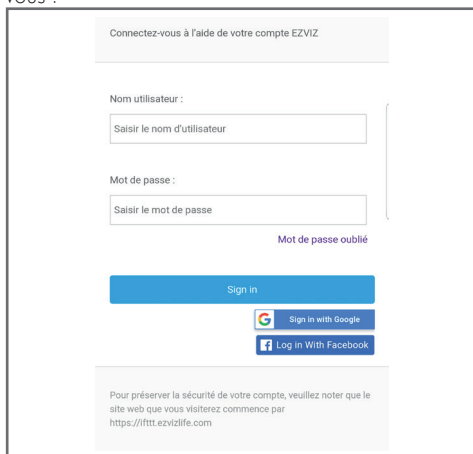 vous :
Connectez-vous à l'aide de votre compte EZVIZ
Nom utilisateur :
Saisir le nom d'utilisateur
Mot de passe :
Saisir le mot de passe
Mot de passe oublié
Sign in
Sign in with Google
Log in With Facebook
Pour préserver la sécurité de votre compte, veuillez noter que le
site web que vous visiterez commence par
https://ifttt.ezvizlife.com